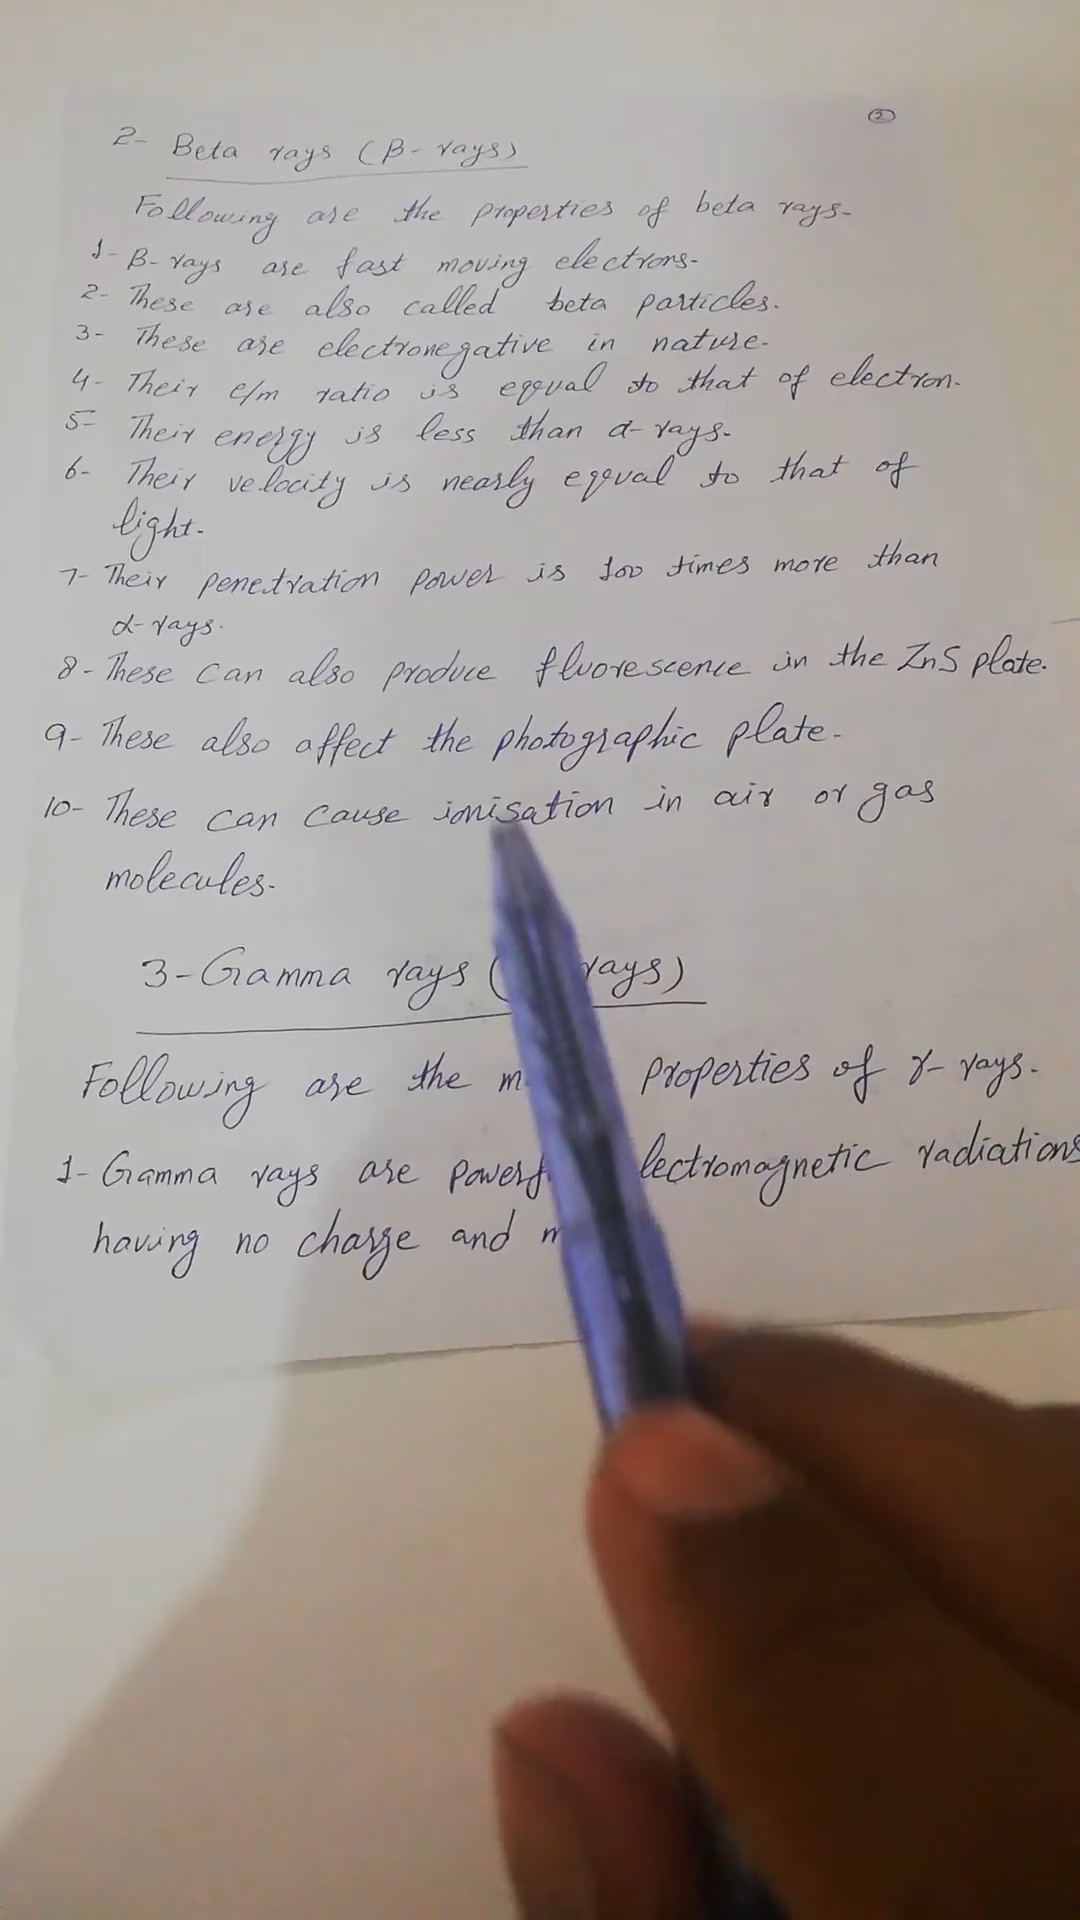 2
2- Beta rays (β-rays)
Following are the properties of beta rays-
1- β-rays are fast moving electrons-
2- These are also called beta particles.
3- These are electronegative in nature-
4- Their e/m ratio is equal to that of electron-
5- Their energy is less than α-rays-
6- Their velocity is nearly equal to that of
light-
7- Their penetration power is 100 times more than
α-rays.
8- These can also produce fluorescence in the ZnS plate.
9- These also affect the photographic plate-
10- These can cause ionisation in air or gas
molecules-
3- Gamma rays ( rays)
Following are the properties of γ- rays.
1- Gamma rays are lectromagnetic radiations
having no charge and